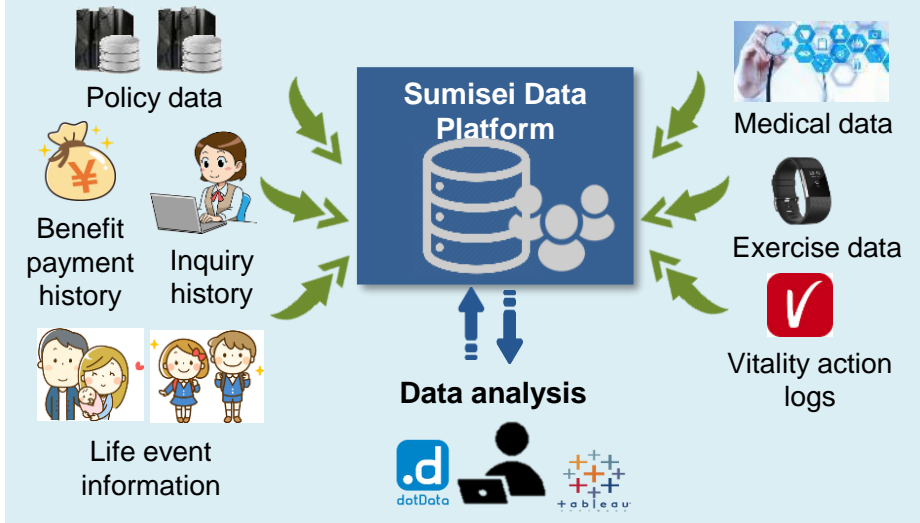 Policy data
Benefit
payment
history
Inquiry
history
Life event
information
Sumisei Data
Platform
Data analysis
.d
dotData
+ableau
Medical data
Exercise data
Vitality action
logs
¥
V